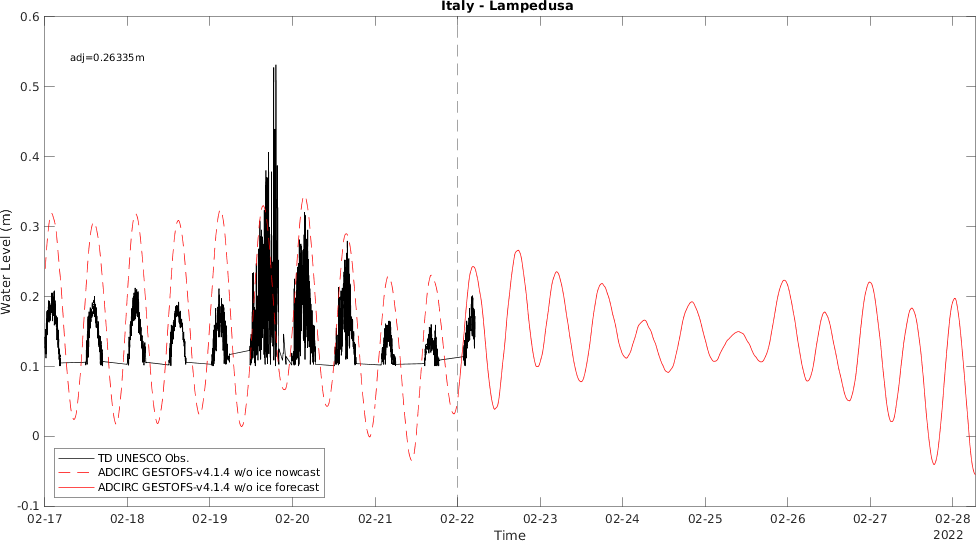 Italy - Lampedusa
0.6
adj=0.26335m
0.5
0.4
0.3
0.2
0.1
0
-0.1
Water Level (m)
TD UNESCO Obs.
ADCIRC GESTOFS-v4.1.4 w/o ice nowcast
ADCIRC GESTOFS-v4.1.4 w/o ice forecast
02-17 02-18 02-19 02-20 02-21 02-22 02-23 02-24 02-25 02-26 02-27 02-28
2022
Time